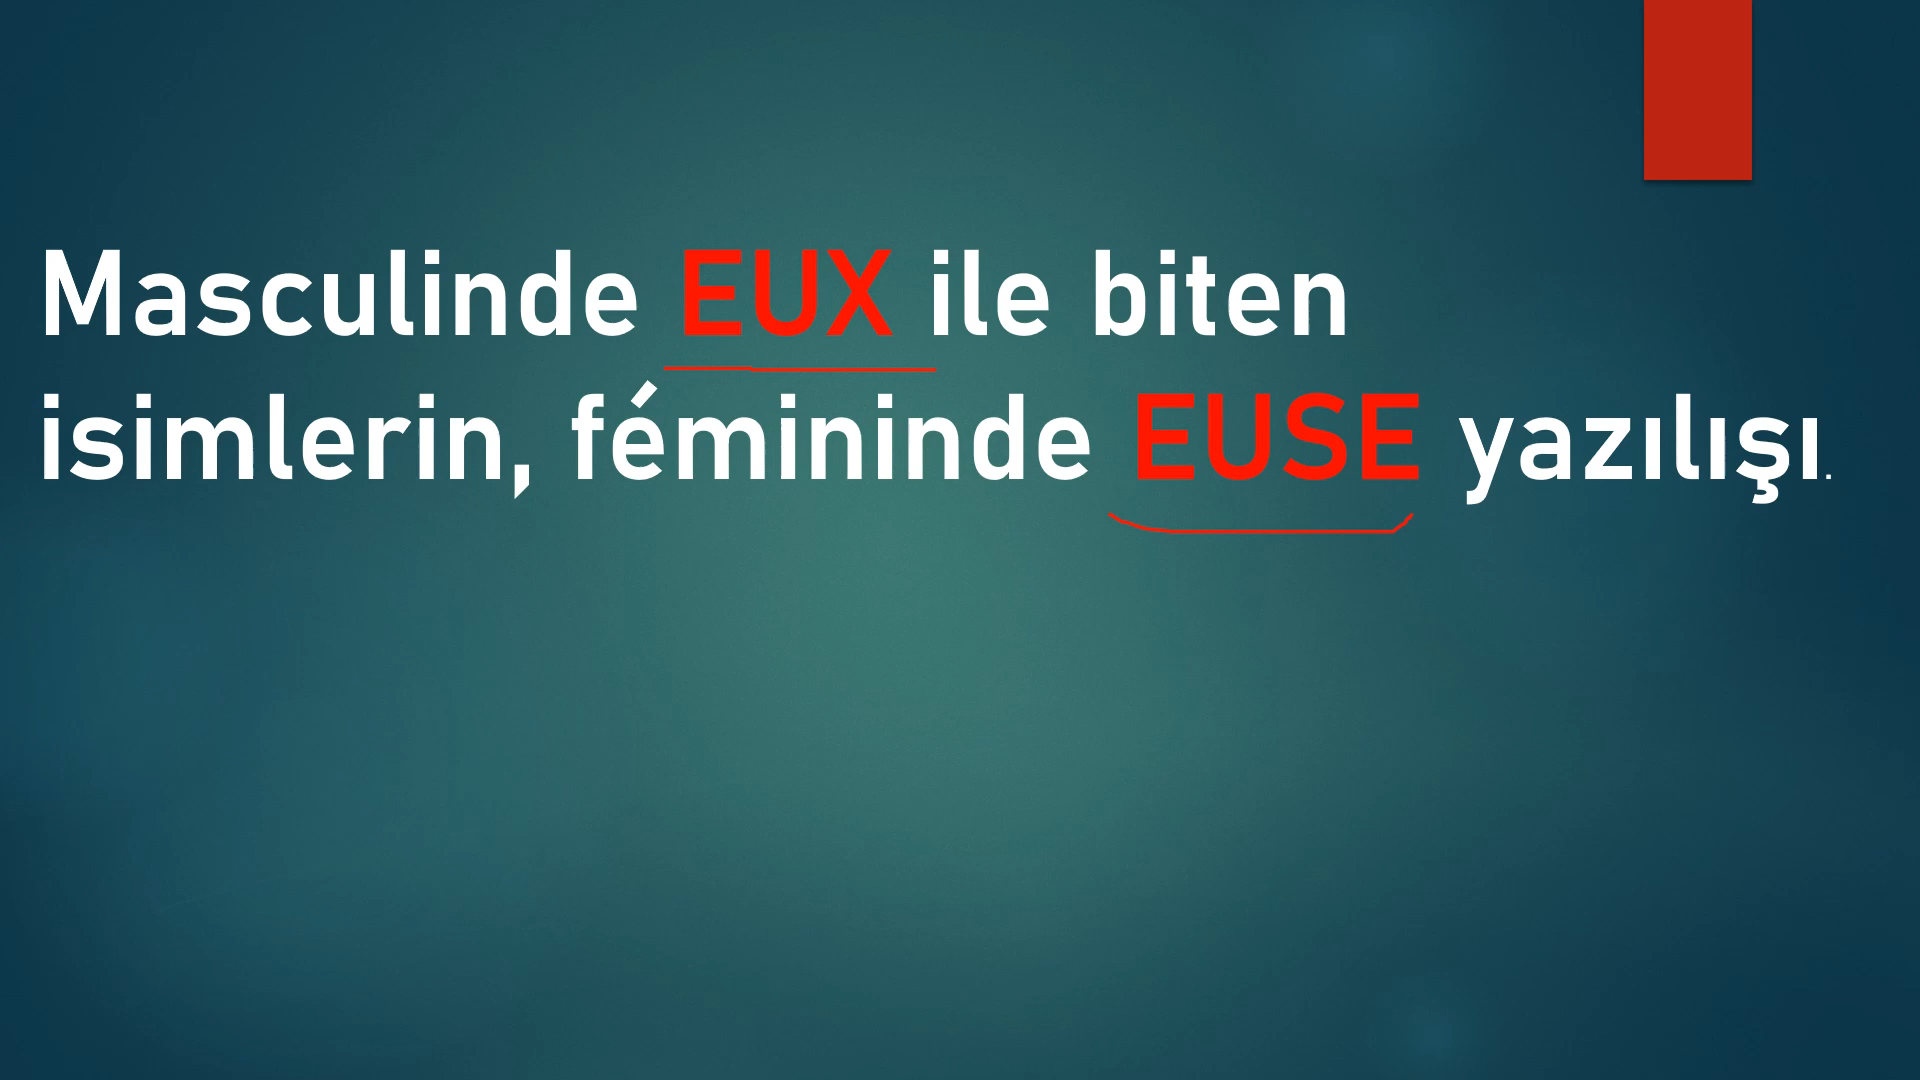 Masculinde EUX ile biten
isimlerin, fémininde EUSE yazılışı.